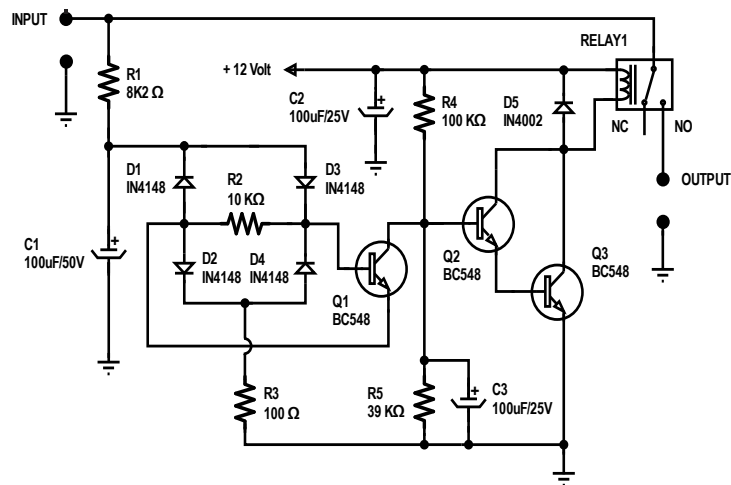 INPUT
RELAY1
+ 12 Volt
R1
8K2 Ω
C2
100uF/25V
R4
100 KΩ
D5
IN4002
NC
NO
D1
IN4148
R2
10 KΩ
D3
IN4148
OUTPUT
C1
100uF/50V
D2
IN4148
D4
IN4148
Q1
BC548
Q2
BC548
Q3
BC548
R3
100 Ω
R5
39 KΩ
C3
100uF/25V
+
+
+